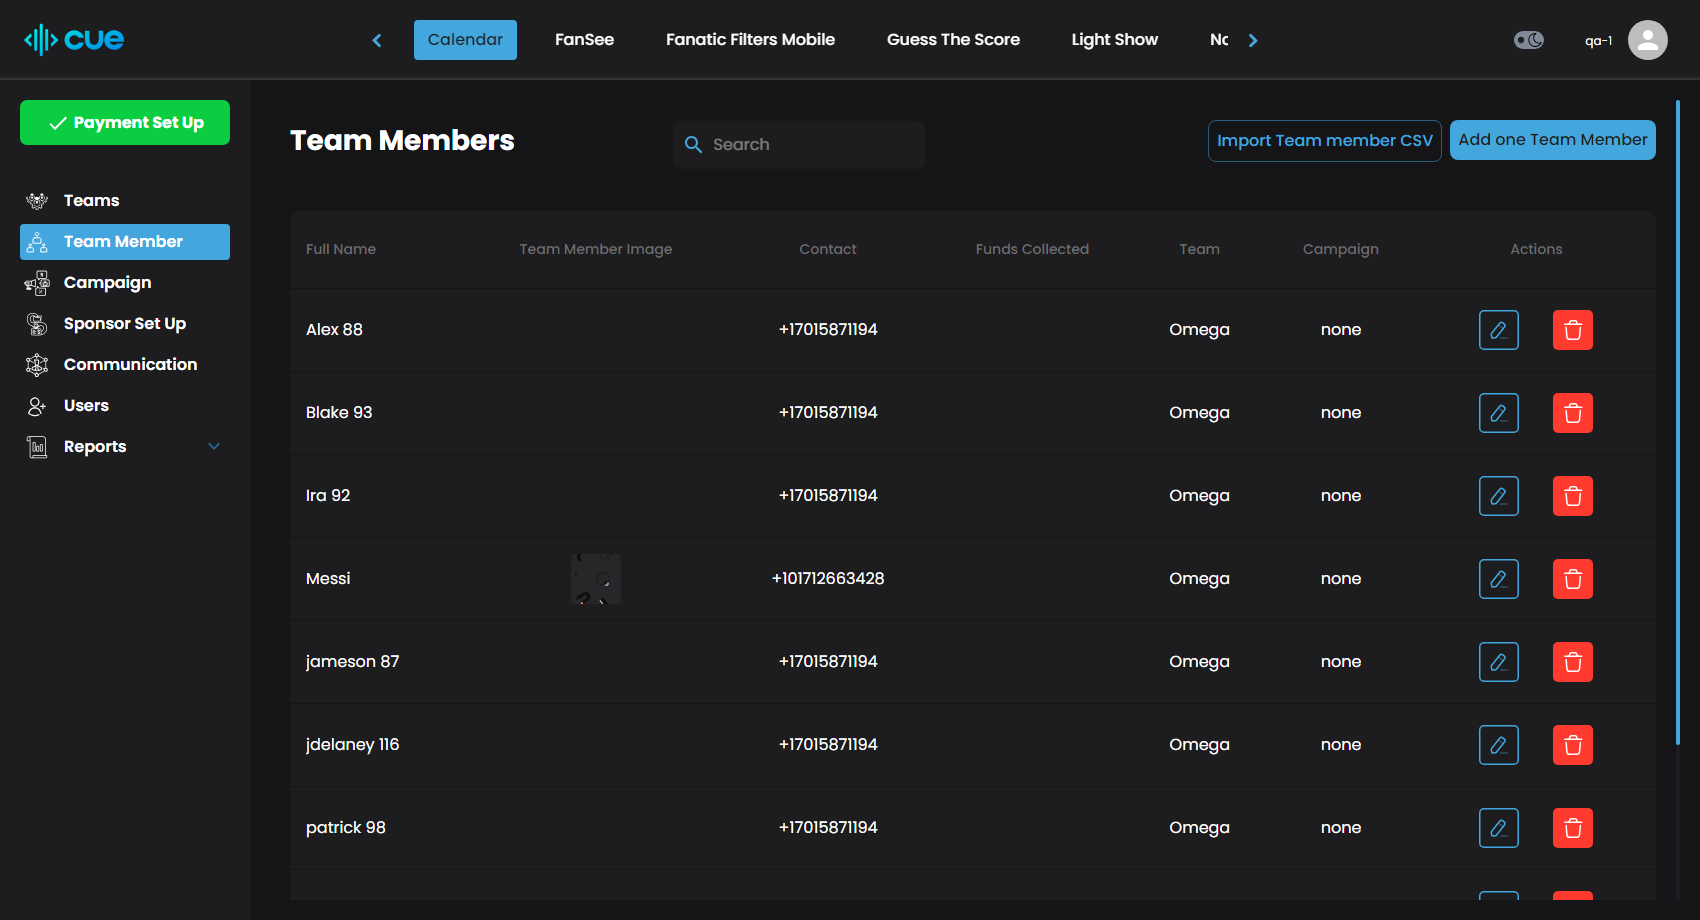 cue
Calendar FanSee Fanatic Filters Mobile Guess The Score Light Show
qa-1
Payment Set Up
Teams
Team Member
Campaign
Sponsor Set Up
Communication
Users
Reports
Team Members
Search
Import Team member CSV
Add one Team Member
Full Name Team Member Image Contact Funds Collected Team Campaign Actions
Alex 88 +17015871194 Omega none
Blake 93 +17015871194 Omega none
Ira 92 +17015871194 Omega none
Messi +101712663428 Omega none
jameson 87 +17015871194 Omega none
jdelaney 116 +17015871194 Omega none
patrick 98 +17015871194 Omega none